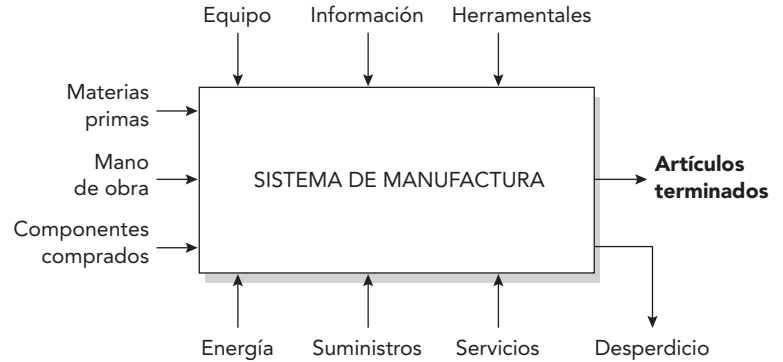 Equipo Información Herramentales
Materias
primas
Mano
de obra
SISTEMA DE MANUFACTURA
Artículos
terminados
Componentes
comprados
Energía Suministros Servicios Desperdicio